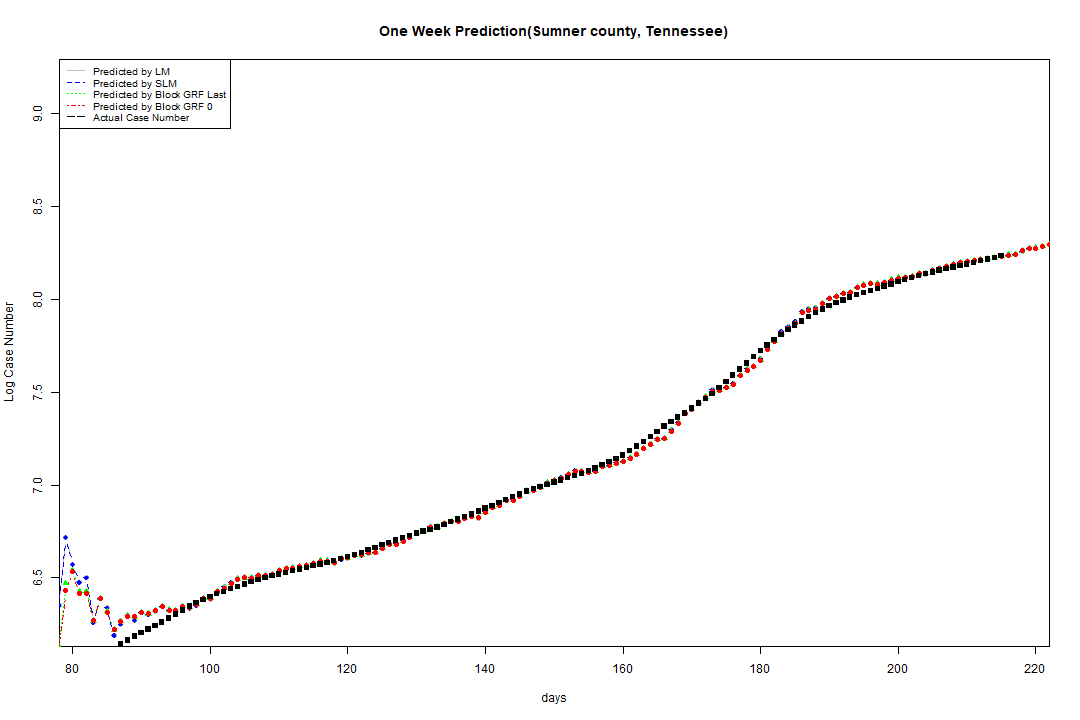 One Week Prediction(Sumner county, Tennessee)
Predicted by LM
Predicted by SLM
Predicted by Block GRF Last
Predicted by Block GRF 0
Actual Case Number
9.0
8.5
8.0
7.5
7.0
6.5
Log Case Number
80 100 120 140 160 180 200 220
days